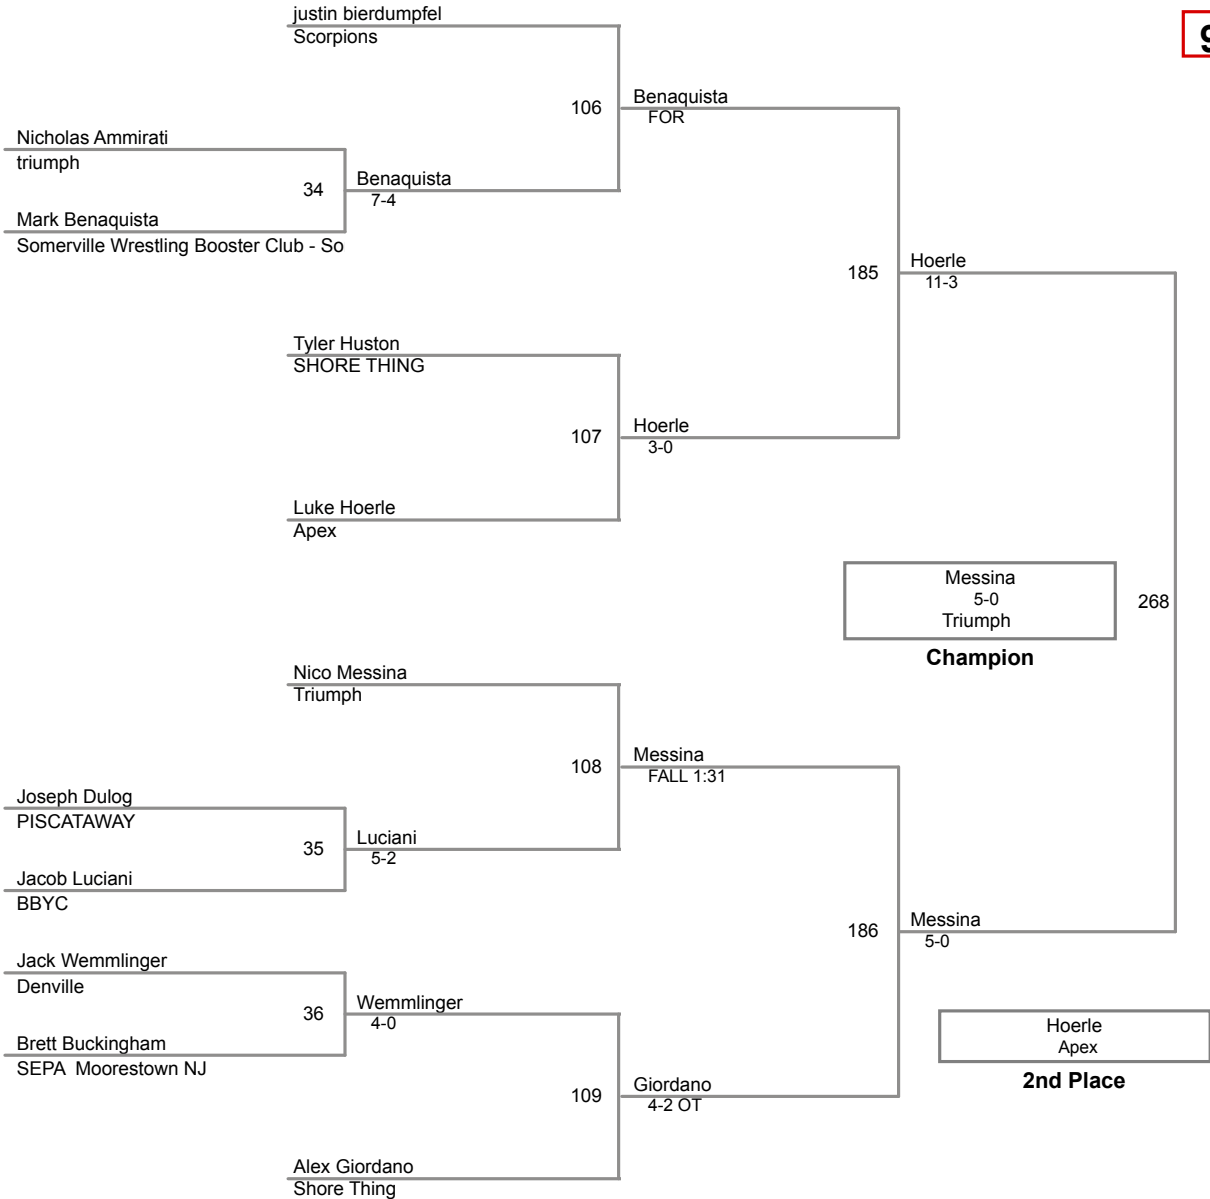 justin bierdumpfel
Scorpions
9
106
Benaquista
FOR
Nicholas Ammirati
triumph
34
Benaquista
7-4
Mark Benaquista
Somerville Wrestling Booster Club - So
185
Hoerle
11-3
Tyler Huston
SHORE THING
107
Hoerle
3-0
Luke Hoerle
Apex
Messina
5-0
Triumph
268
Champion
Nico Messina
Triumph
108
Messina
FALL 1:31
Joseph Dulog
PISCATAWAY
35
Luciani
5-2
Jacob Luciani
BBYC
186
Messina
5-0
Jack Wemmlinger
Denville
36
Wemmlinger
4-0
Brett Buckingham
SEPA  Moorestown NJ
Hoerle
Apex
2nd Place
109
Giordano
4-2 OT
Alex Giordano
Shore Thing